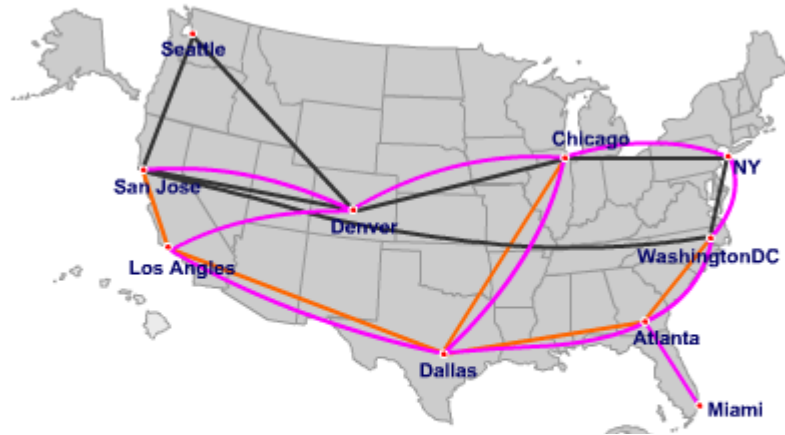 Seattle
Chicago
NY
San Jose
Denver
WashingtonDC
Los Angles
Atlanta
Dallas
Miami